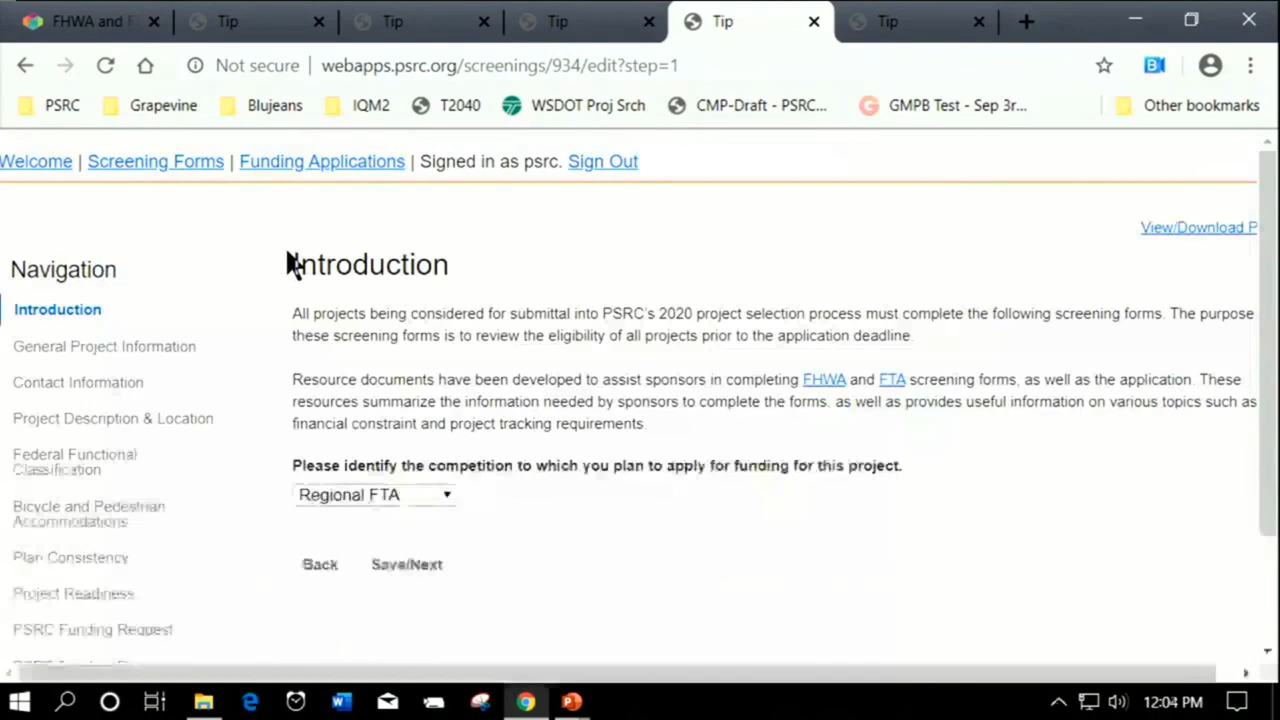 FHWA and F
Tip
Tip
Tip
Tip
Tip
Not secure
webapps.psrc.org/screenings/934/edit?step=1
PSRC
Grapevine
Blujeans
IQM2
T2040
WSDOT Proj Srch
CMP-Draft - PSRC...
GMPB Test - Sep 3r...
Other bookmarks
Welcome | Screening Forms | Funding Applications | Signed in as psrc. Sign Out
View/Download P
Navigation
Introduction
General Project Information
Contact Information
Project Description & Location
Federal Functional
Classification
Bicycle and Pedestrian
Accommodations
Plan Consistency
Project Readiness
PSRC Funding Request
Introduction
All projects being considered for submittal into PSRC's 2020 project selection process must complete the following screening forms. The purpose
these screening forms is to review the eligibility of all projects prior to the application deadline.
Resource documents have been developed to assist sponsors in completing FHWA and FTA screening forms, as well as the application. These
resources summarize the information needed by sponsors to complete the forms, as well as provides useful information on various topics such as
financial constraint and project tracking requirements.
Please identify the competition to which you plan to apply for funding for this project.
Regional FTA
Back
Save/Next
12:04 PM